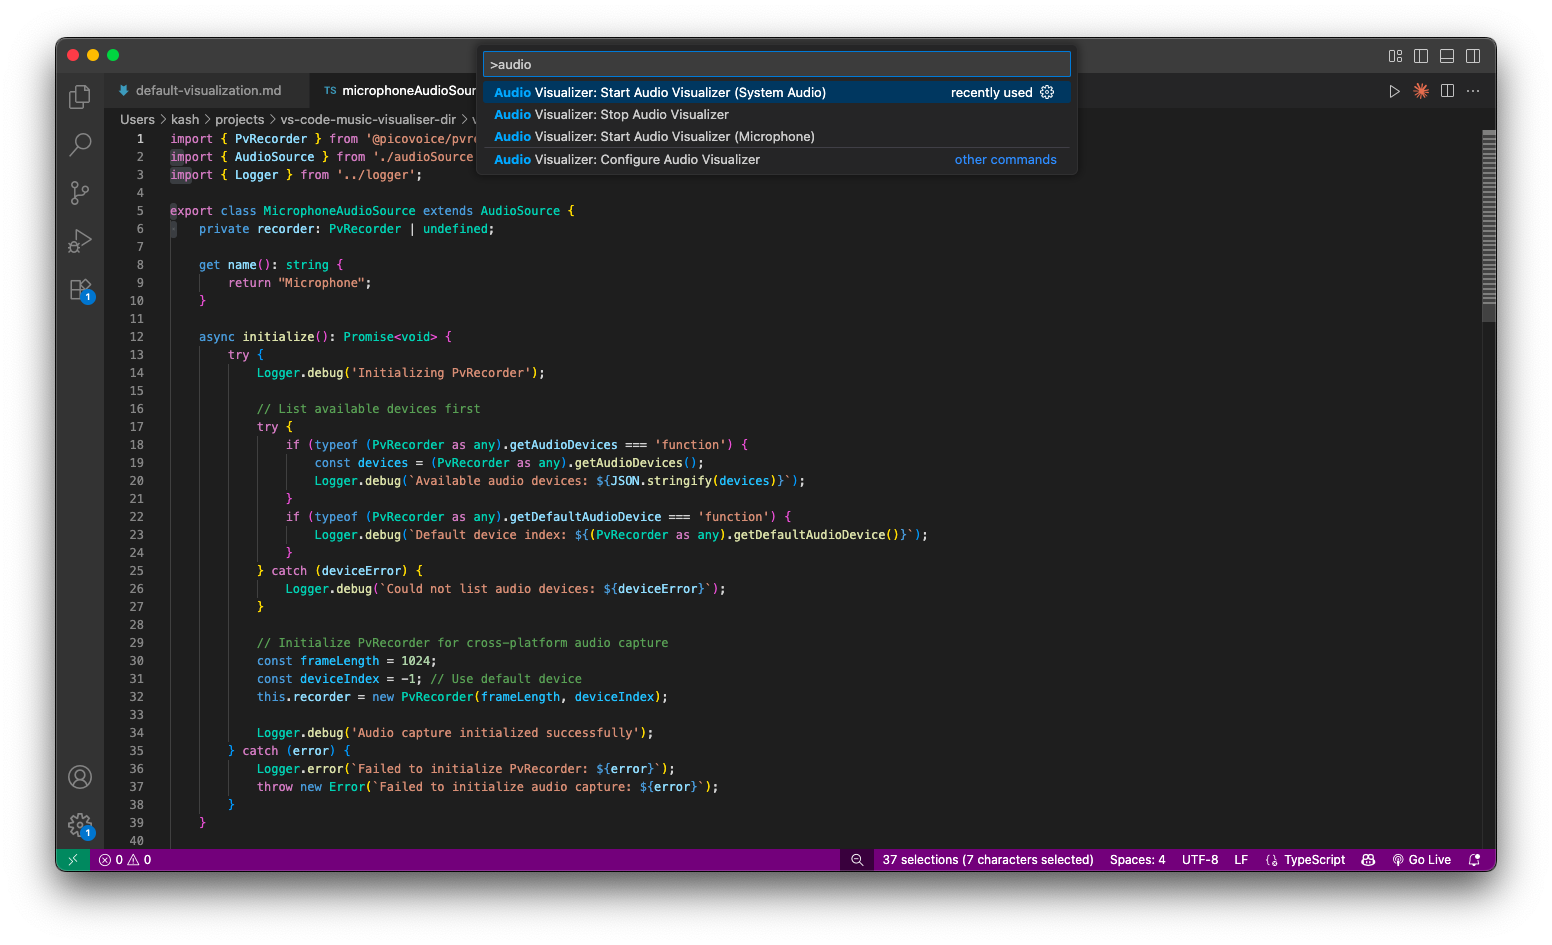 >audio
Audio Visualizer: Start Audio Visualizer (System Audio) recently used
Audio Visualizer: Stop Audio Visualizer
Audio Visualizer: Start Audio Visualizer (Microphone)
Audio Visualizer: Configure Audio Visualizer other commands
default-visualization.md
TS microphoneAudioSour
Users > kash > projects > vs-code-music-visualiser-dir >
1 import { PvRecorder } from '@picovoice/pvre
2 import { AudioSource } from './audioSource
3 import { Logger } from '../logger';
4
5 export class MicrophoneAudioSource extends AudioSource {
6 private recorder: PvRecorder | undefined;
7
8 get name(): string {
9 return "Microphone";
10 }
11
12 async initialize(): Promise<void> {
13 try {
14 Logger.debug('Initializing PvRecorder');
15
16 // List available devices first
17 try {
18 if (typeof (PvRecorder as any).getAudioDevices === 'function') {
19 const devices = (PvRecorder as any).getAudioDevices();
20 Logger.debug(`Available audio devices: ${JSON.stringify(devices)}`);
21 }
22 if (typeof (PvRecorder as any).getDefaultAudioDevice === 'function') {
23 Logger.debug(`Default device index: ${(PvRecorder as any).getDefaultAudioDevice()}`);
24 }
25 } catch (deviceError) {
26 Logger.debug(`Could not list audio devices: ${deviceError}`);
27 }
28
29 // Initialize PvRecorder for cross-platform audio capture
30 const frameLength = 1024;
31 const deviceIndex = -1; // Use default device
32 this.recorder = new PvRecorder(frameLength, deviceIndex);
33
34 Logger.debug('Audio capture initialized successfully');
35 } catch (error) {
36 Logger.error(`Failed to initialize PvRecorder: ${error}`);
37 throw new Error(`Failed to initialize audio capture: ${error}`);
38 }
39 }
40
1
1
0 0 37 selections (7 characters selected) Spaces: 4 UTF-8 LF TypeScript Go Live